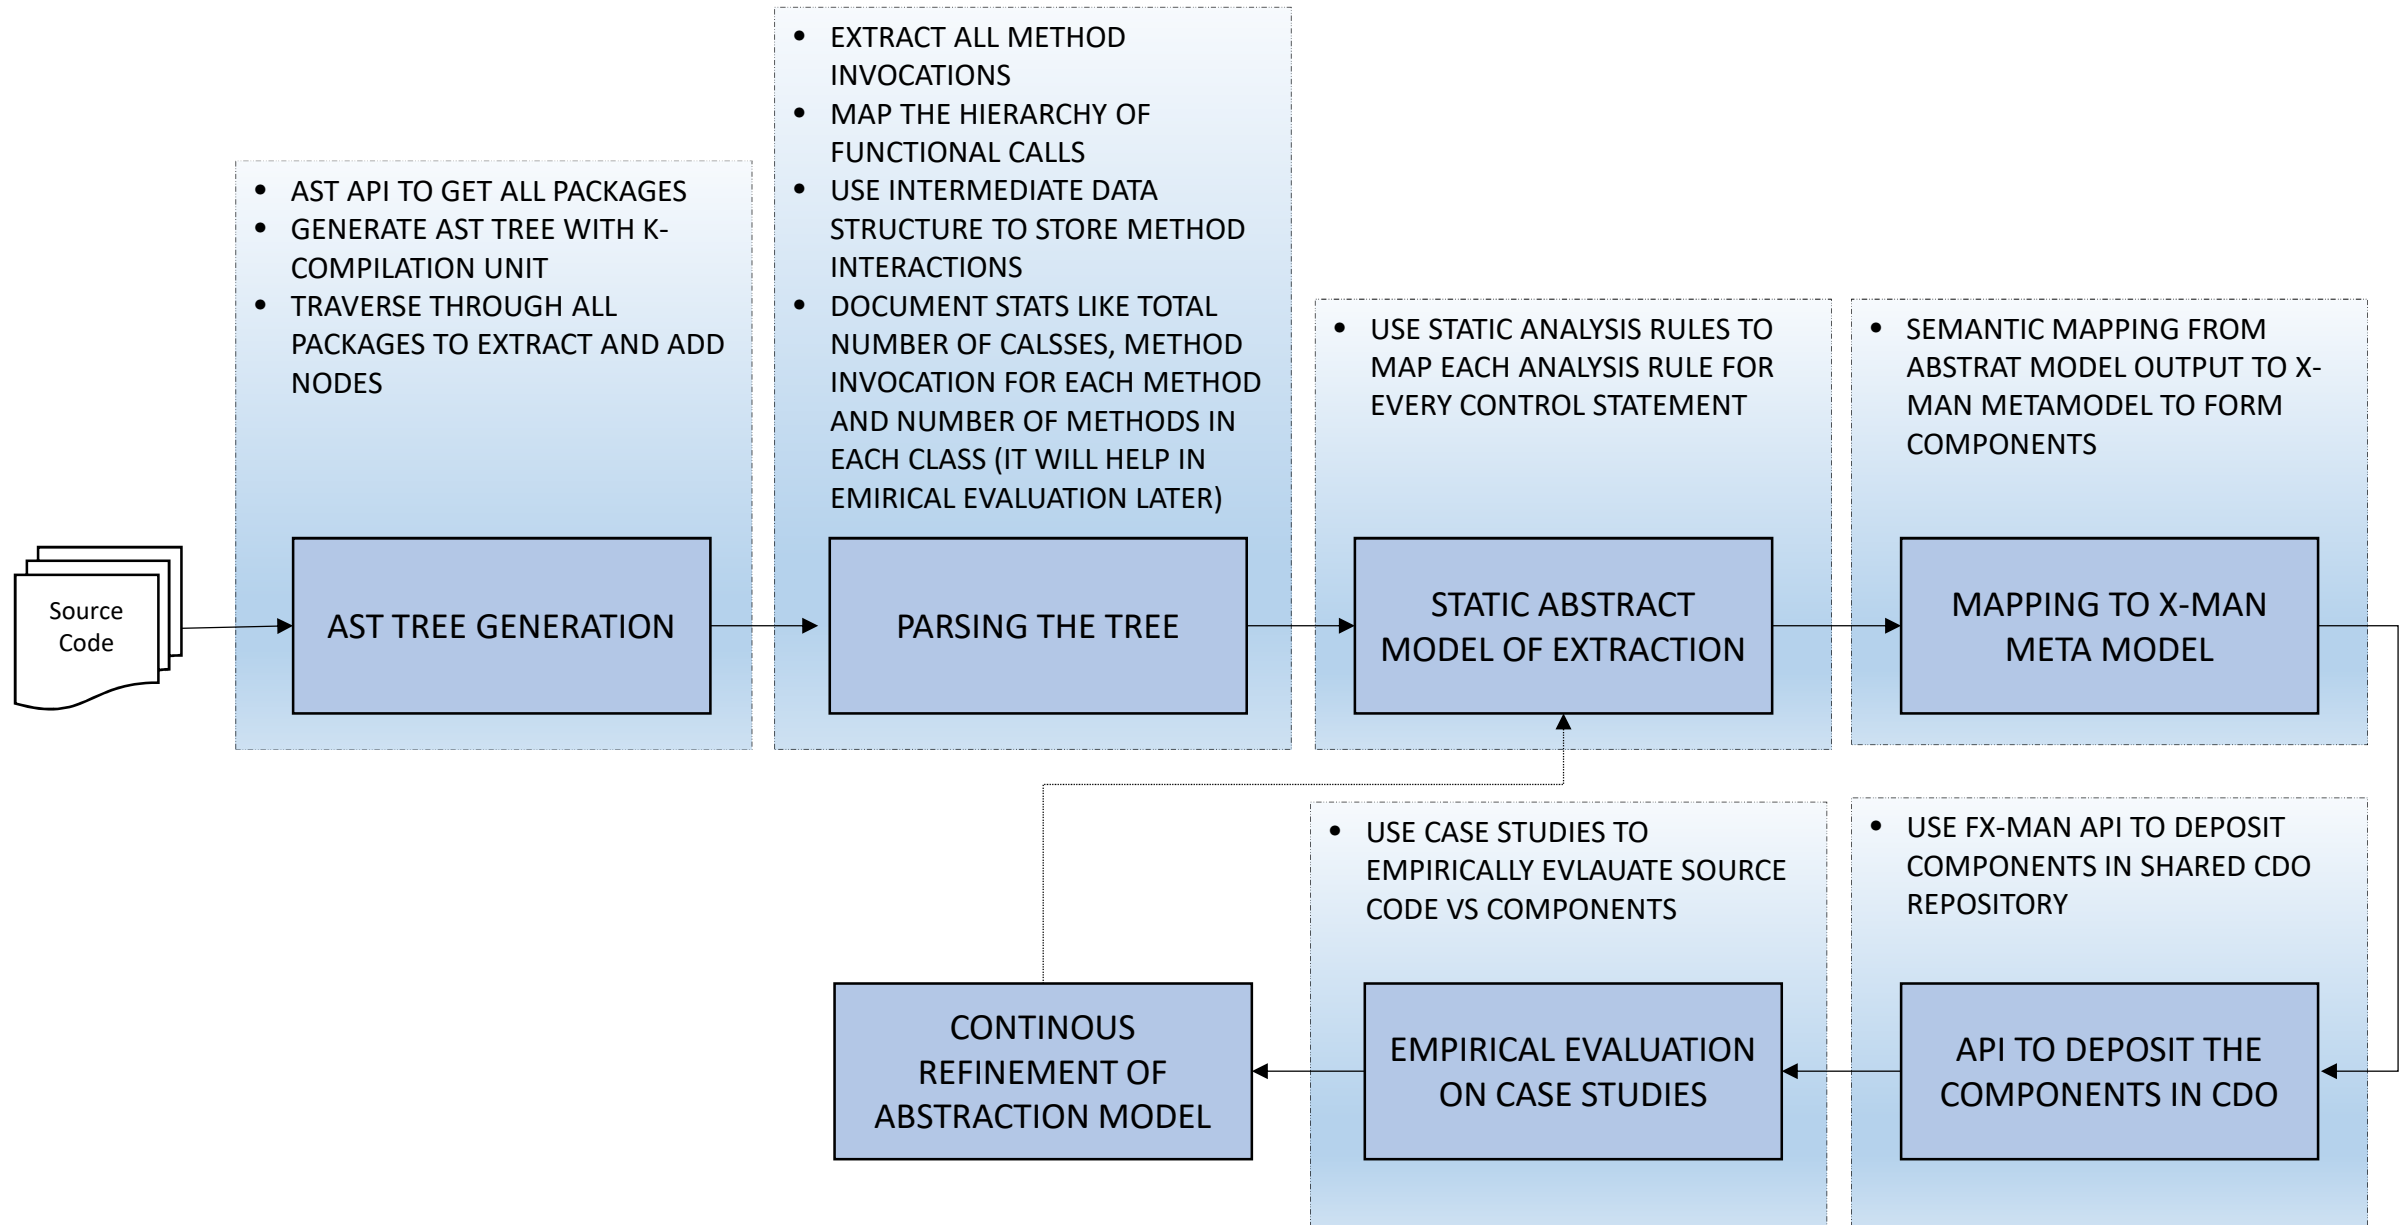 Source
Code
• AST API TO GET ALL PACKAGES
• GENERATE AST TREE WITH K-
COMPILATION UNIT
• TRAVERSE THROUGH ALL
PACKAGES TO EXTRACT AND ADD
NODES
AST TREE GENERATION
• EXTRACT ALL METHOD
INVOCATIONS
• MAP THE HIERARCHY OF
FUNCTIONAL CALLS
• USE INTERMEDIATE DATA
STRUCTURE TO STORE METHOD
INTERACTIONS
• DOCUMENT STATS LIKE TOTAL
NUMBER OF CALSSES, METHOD
INVOCATION FOR EACH METHOD
AND NUMBER OF METHODS IN
EACH CLASS (IT WILL HELP IN
EMIRICAL EVALUATION LATER)
PARSING THE TREE
• USE STATIC ANALYSIS RULES TO
MAP EACH ANALYSIS RULE FOR
EVERY CONTROL STATEMENT
STATIC ABSTRACT
MODEL OF EXTRACTION
• SEMANTIC MAPPING FROM
ABSTRAT MODEL OUTPUT TO X-
MAN METAMODEL TO FORM
COMPONENTS
MAPPING TO X-MAN
META MODEL
• USE FX-MAN API TO DEPOSIT
COMPONENTS IN SHARED CDO
REPOSITORY
API TO DEPOSIT THE
COMPONENTS IN CDO
• USE CASE STUDIES TO
EMPIRICALLY EVLAUATE SOURCE
CODE VS COMPONENTS
EMPIRICAL EVALUATION
ON CASE STUDIES
CONTINOUS
REFINEMENT OF
ABSTRACTION MODEL